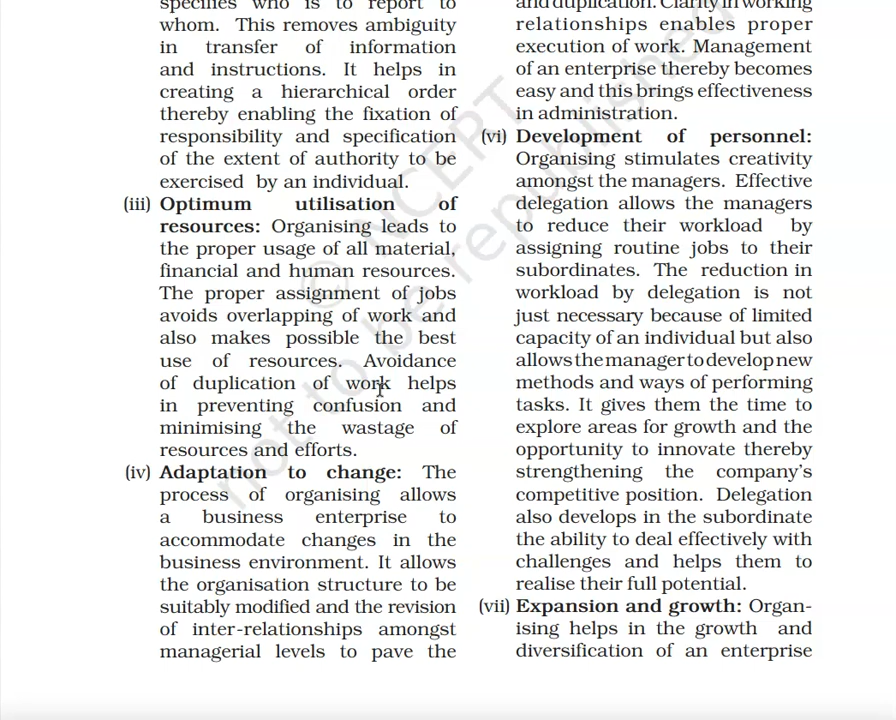 specifies who is to report to
whom. This removes ambiguity
in transfer of information
and instructions. It helps in
creating a hierarchical order
thereby enabling the fixation of
responsibility and specification
of the extent of authority to be
exercised by an individual.
(iii) Optimum utilisation of
resources: Organising leads to
the proper usage of all material,
financial and human resources.
The proper assignment of jobs
avoids overlapping of work and
also makes possible the best
use of resources. Avoidance
of duplication of work helps
in preventing confusion and
minimising the wastage of
resources and efforts.
(iv) Adaptation to change: The
process of organising allows
a business enterprise to
accommodate changes in the
business environment. It allows
the organisation structure to be
suitably modified and the revision
of inter-relationships amongst
managerial levels to pave the
and duplication. Clarity in working
relationships enables proper
execution of work. Management
of an enterprise thereby becomes
easy and this brings effectiveness
in administration.
(vi) Development of personnel:
Organising stimulates creativity
amongst the managers. Effective
delegation allows the managers
to reduce their workload by
assigning routine jobs to their
subordinates. The reduction in
workload by delegation is not
just necessary because of limited
capacity of an individual but also
allows the manager to develop new
methods and ways of performing
tasks. It gives them the time to
explore areas for growth and the
opportunity to innovate thereby
strengthening the company's
competitive position. Delegation
also develops in the subordinate
the ability to deal effectively with
challenges and helps them to
realise their full potential.
(vii) Expansion and growth: Organ-
ising helps in the growth and
diversification of an enterprise
© NCERT
not to be republished